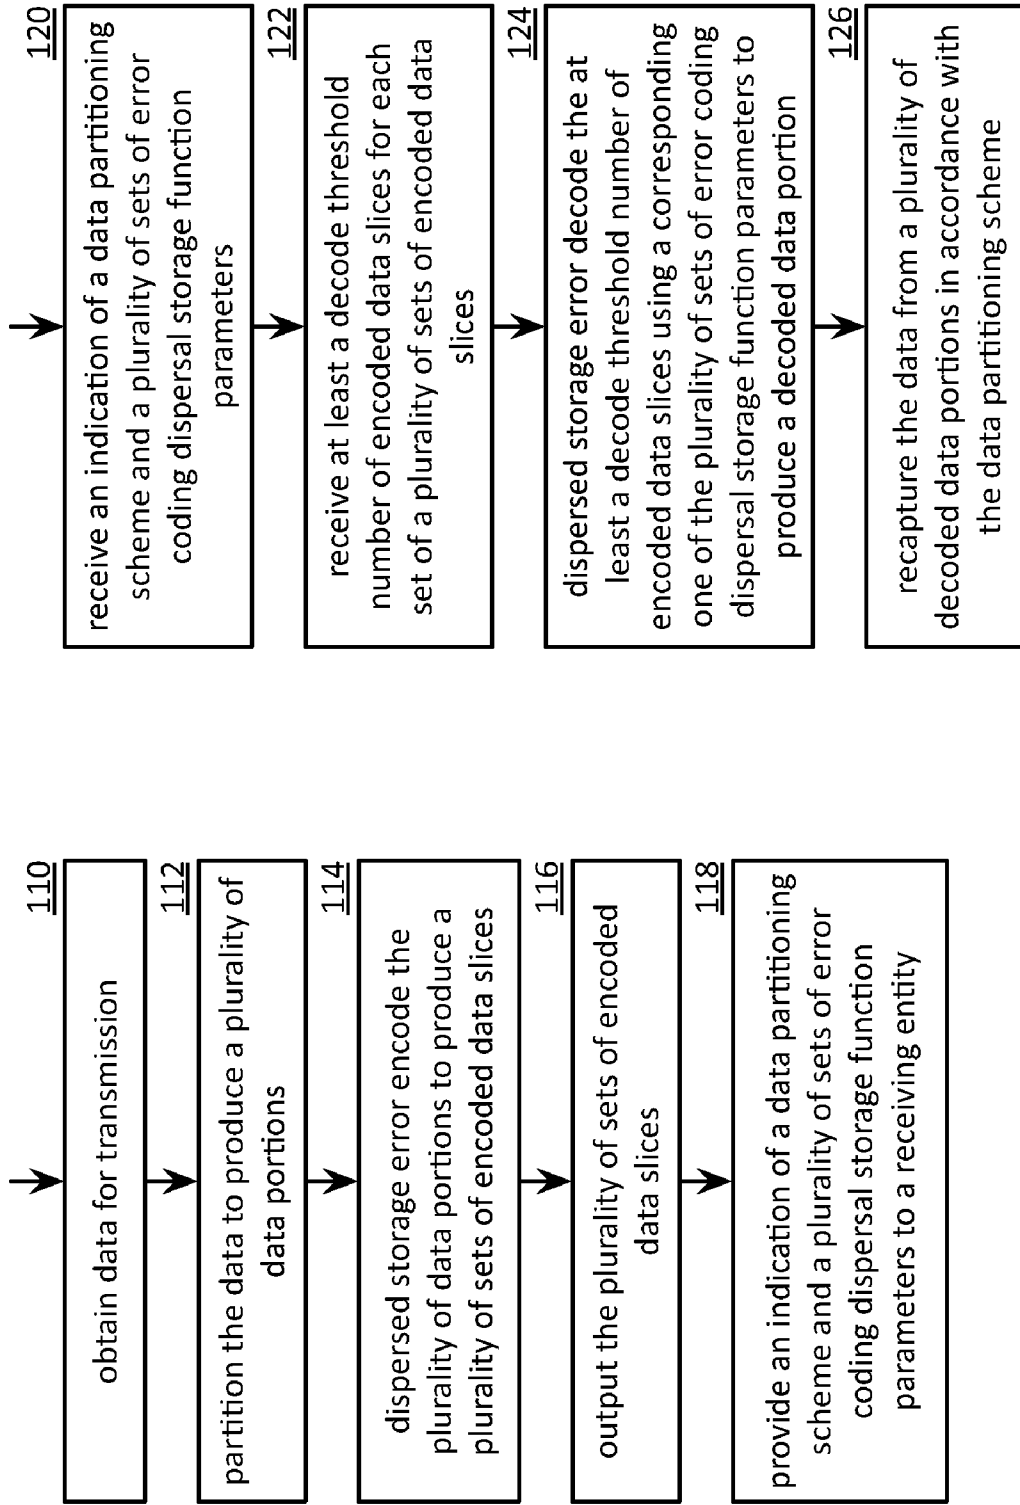 110
obtain data for transmission
112
partition the data to produce a plurality of
data portions
114
dispersed storage error encode the
plurality of data portions to produce a
plurality of sets of encoded data slices
116
output the plurality of sets of encoded
data slices
118
provide an indication of a data partitioning
scheme and a plurality of sets of error
coding dispersal storage function
parameters to a receiving entity
120
receive an indication of a data partitioning
scheme and a plurality of sets of error
coding dispersal storage function
parameters
122
receive at least a decode threshold
number of encoded data slices for each
set of a plurality of sets of encoded data
slices
124
dispersed storage error decode the at
least a decode threshold number of
encoded data slices using a corresponding
one of the plurality of sets of error coding
dispersal storage function parameters to
produce a decoded data portion
126
recapture the data from a plurality of
decoded data portions in accordance with
the data partitioning scheme